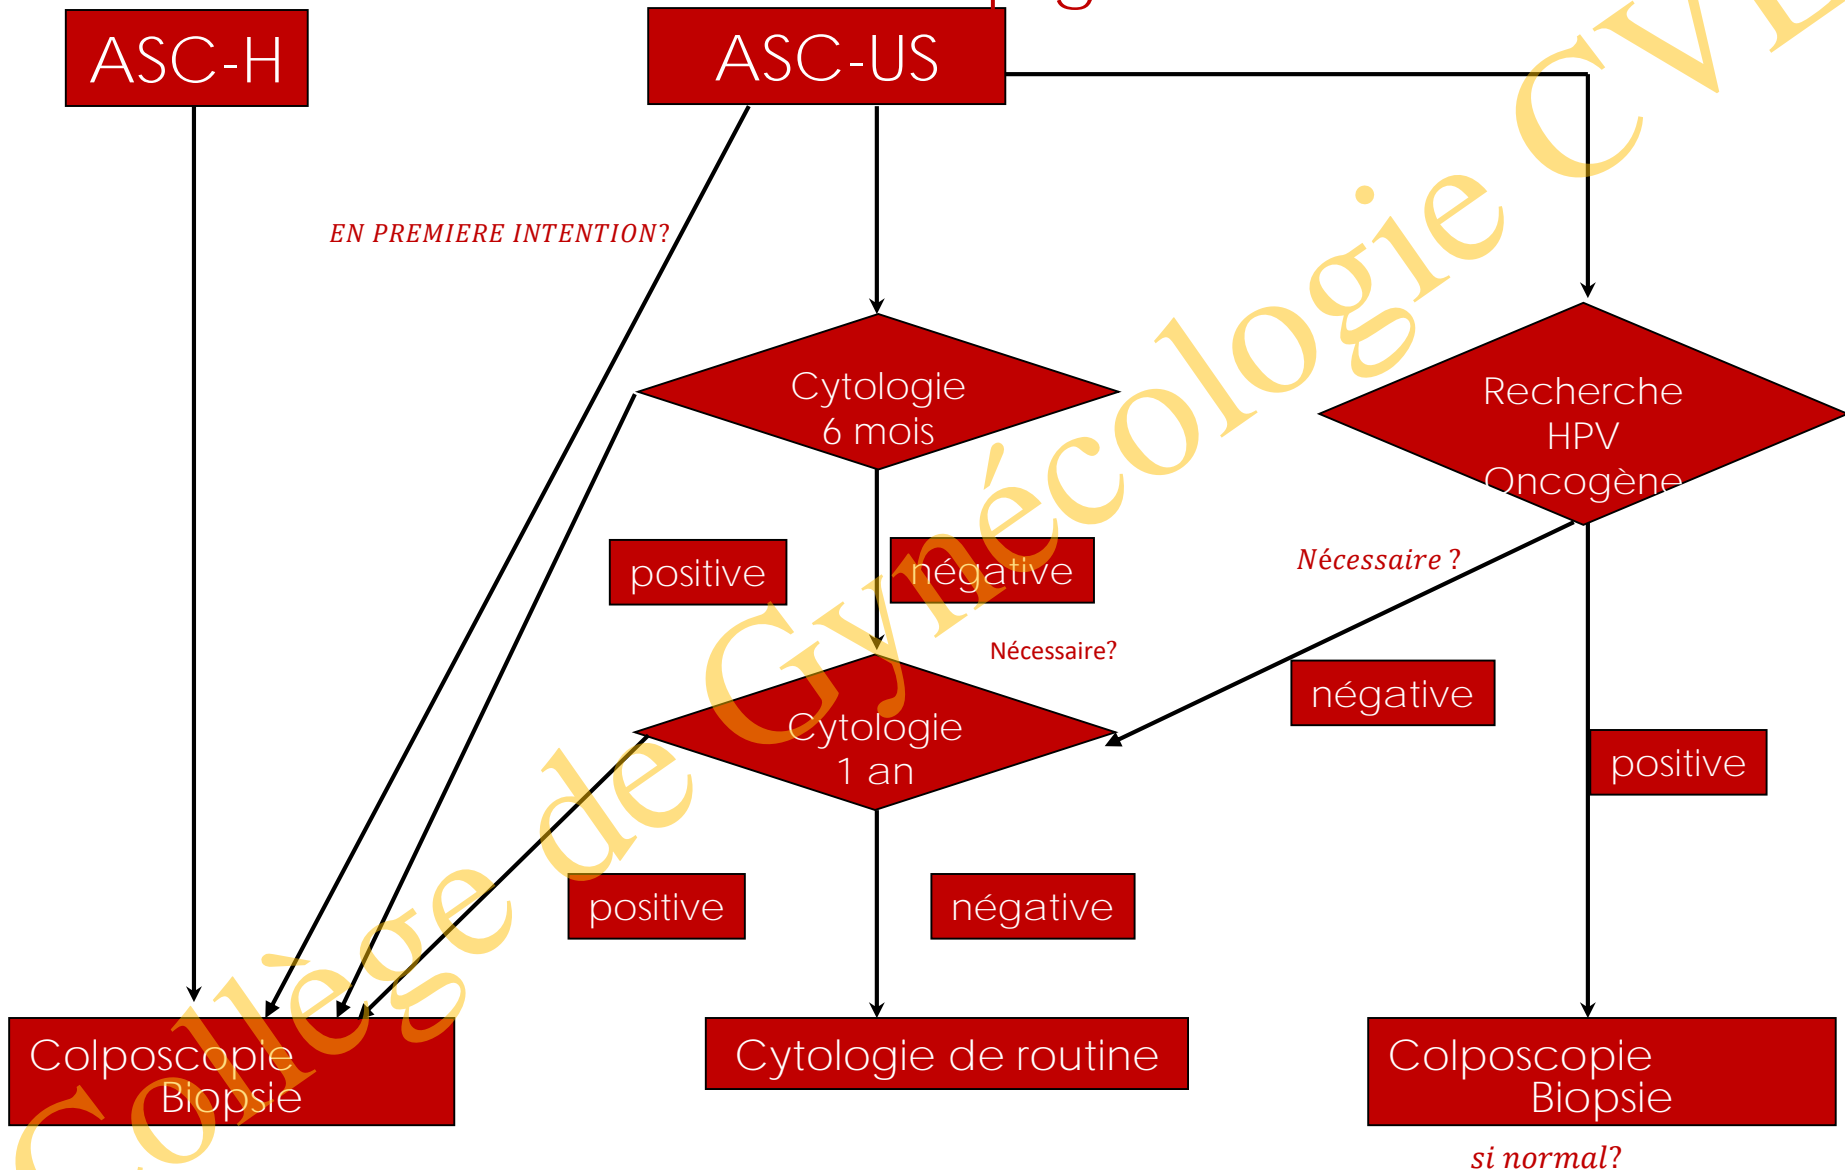 ASC-H
ASC-US
EN PREMIERE INTENTION?
Cytologie
6 mois
Recherche
HPV
Oncogène
positive
négative
Nécessaire ?
Nécessaire?
négative
Cytologie
1 an
positive
positive
négative
Colposcopie
Biopsie
Cytologie de routine
Colposcopie
Biopsie
si normal?
Collège de Gynécologie